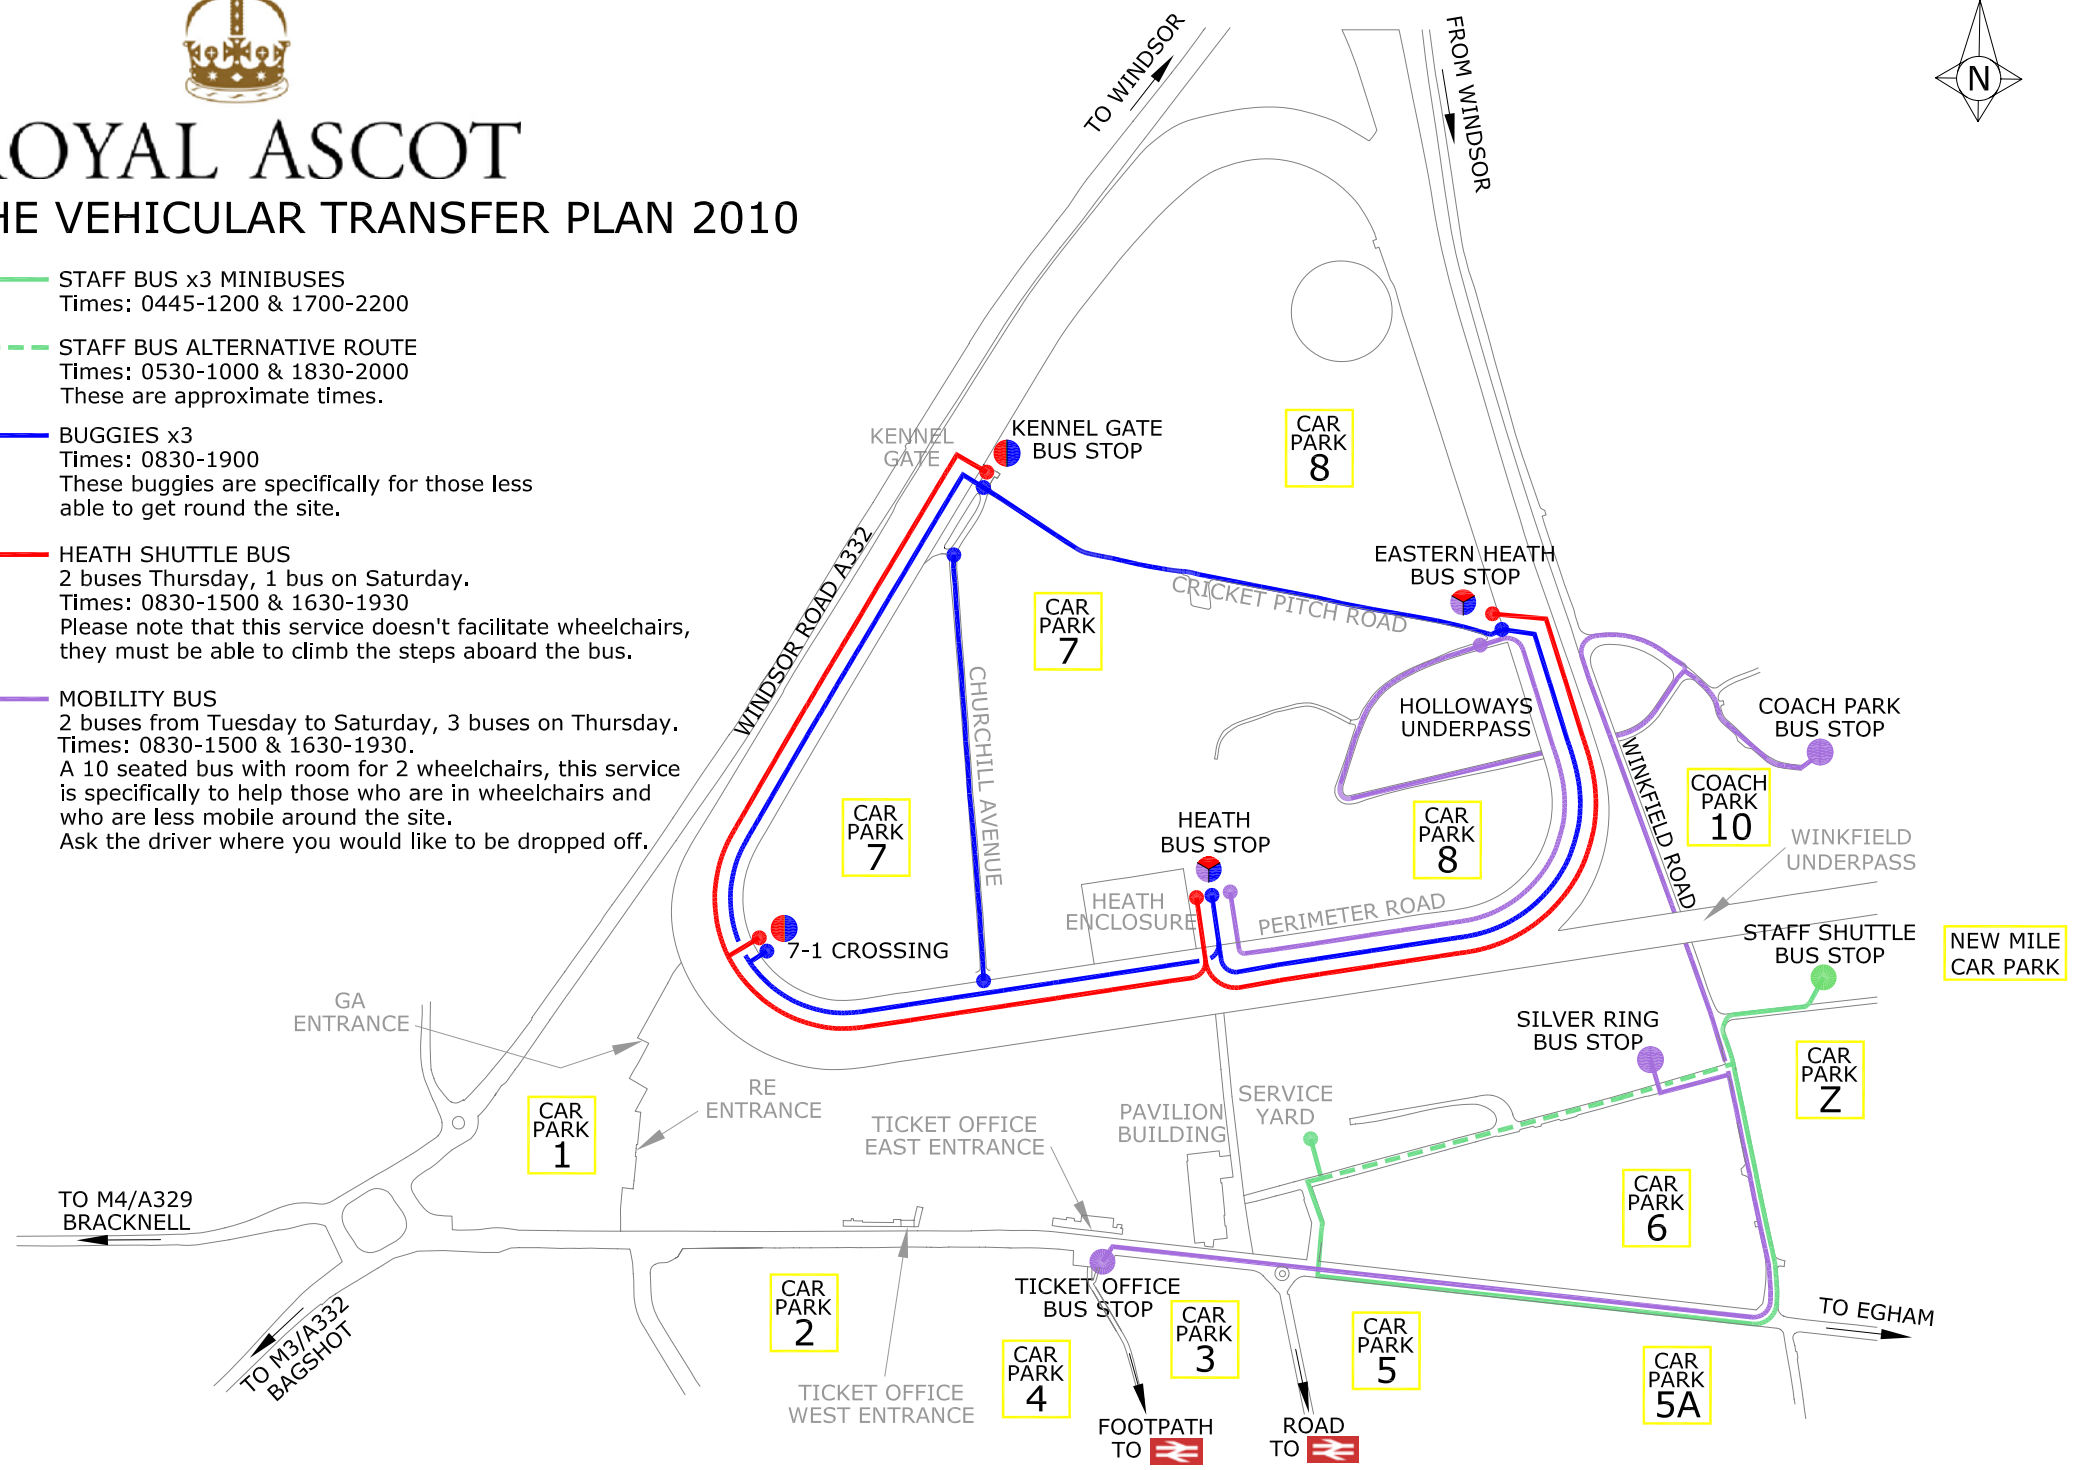 OYAL ASCOT
HE VEHICULAR TRANSFER PLAN 2010
STAFF BUS x3 MINIBUSES
Times: 0445-1200 & 1700-2200
STAFF BUS ALTERNATIVE ROUTE
Times: 0530-1000 & 1830-2000
These are approximate times.
BUGGIES x3
Times: 0830-1900
These buggies are specifically for those less
able to get round the site.
HEATH SHUTTLE BUS
2 buses Thursday, 1 bus on Saturday.
Times: 0830-1500 & 1630-1930
Please note that this service doesn't facilitate wheelchairs,
they must be able to climb the steps aboard the bus.
MOBILITY BUS
2 buses from Tuesday to Saturday, 3 buses on Thursday.
Times: 0830-1500 & 1630-1930.
A 10 seated bus with room for 2 wheelchairs, this service
is specifically to help those who are in wheelchairs and
who are less mobile around the site.
Ask the driver where you would like to be dropped off.
TO WINDSOR
FROM WINDSOR
N
KENNEL
GATE
KENNEL GATE
BUS STOP
CAR
PARK
8
WINDSOR ROAD A332
EASTERN HEATH
BUS STOP
CRICKET PITCH ROAD
CAR
PARK
7
CHURCHILL AVENUE
HOLLOWAYS
UNDERPASS
COACH PARK
BUS STOP
WINKFIELD ROAD
COACH
PARK
10
CAR
PARK
7
HEATH
BUS STOP
CAR
PARK
8
WINKFIELD
UNDERPASS
HEATH
ENCLOSURE
PERIMETER ROAD
7-1 CROSSING
STAFF SHUTTLE
BUS STOP
NEW MILE
CAR PARK
GA
ENTRANCE
SILVER RING
BUS STOP
CAR
PARK
Z
RE
ENTRANCE
CAR
PARK
1
TICKET OFFICE
EAST ENTRANCE
PAVILION
BUILDING
SERVICE
YARD
TO M4/A329
BRACKNELL
CAR
PARK
6
TO M3/A332
BAGSHOT
CAR
PARK
2
TICKET OFFICE
BUS STOP
CAR
PARK
3
CAR
PARK
5
TO EGHAM
CAR
PARK
4
CAR
PARK
5A
TICKET OFFICE
WEST ENTRANCE
FOOTPATH
TO
ROAD
TO